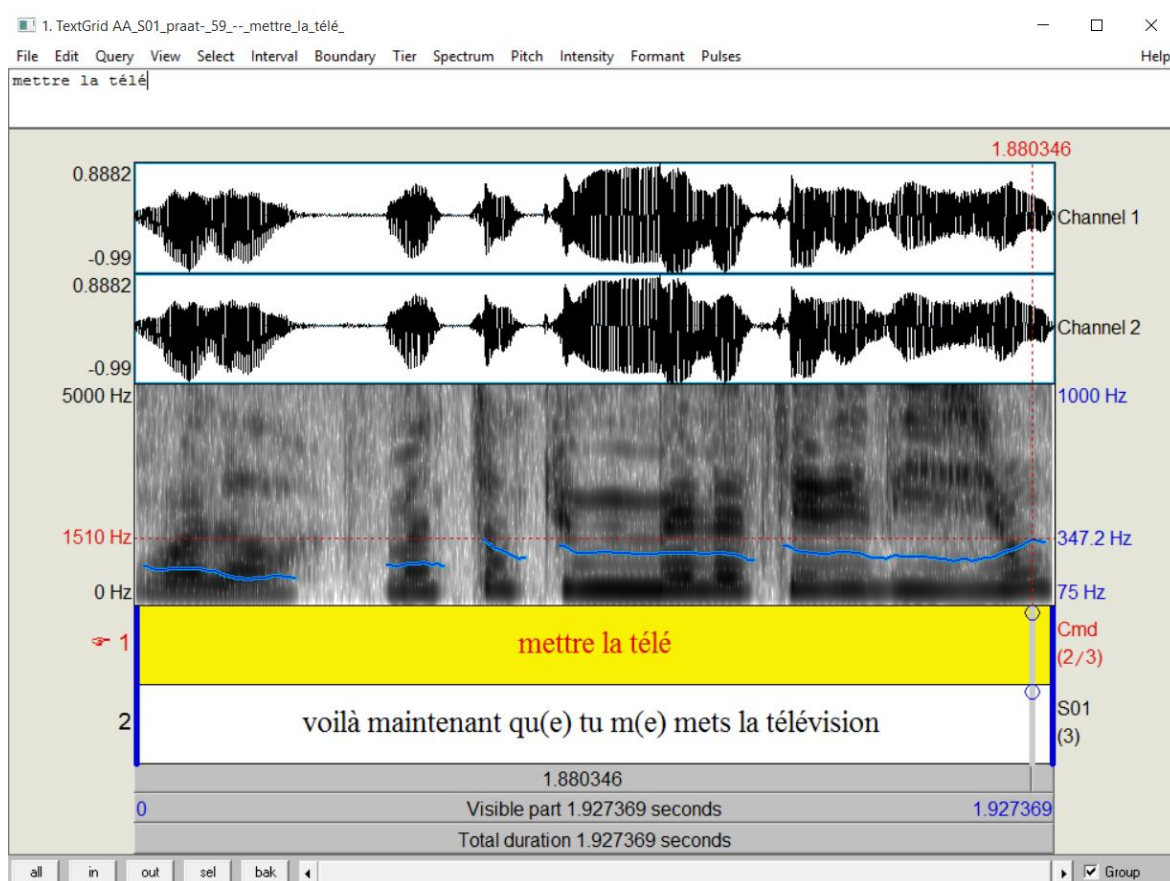 1. TextGrid AA_S01_praat-_59_--_mettre_la_télé_
File Edit Query View Select Interval Boundary Tier Spectrum Pitch Intensity Formant Pulses Help
mettre la télé
1.880346
0.8882
-0.99
Channel 1
0.8882
-0.99
Channel 2
5000 Hz
1510 Hz
0 Hz
1000 Hz
347.2 Hz
75 Hz
☞ 1 mettre la télé Cmd
(2/3)
2 voilà maintenant qu(e) tu m(e) mets la télévision S01
(3)
1.880346
0 Visible part 1.927369 seconds 1.927369
Total duration 1.927369 seconds
all in out sel bak Group